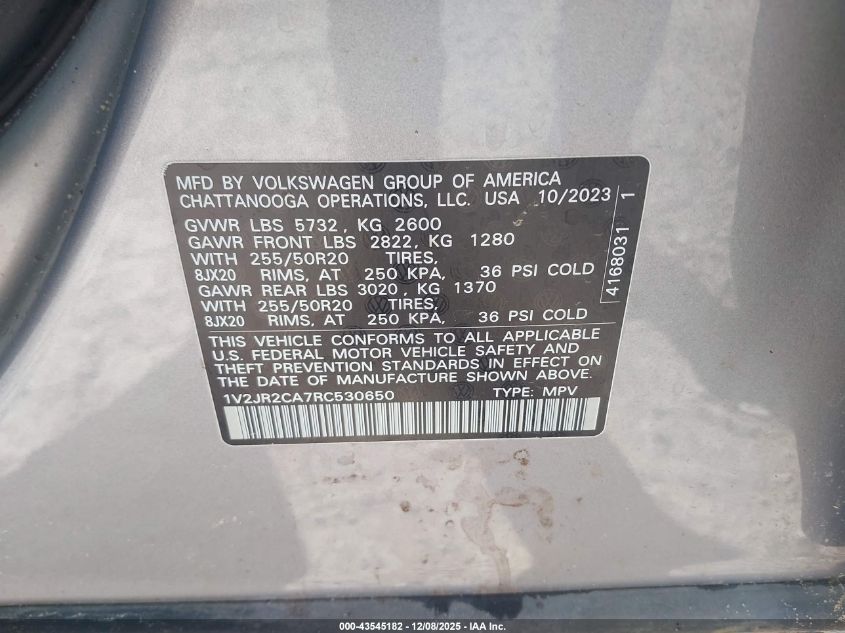 MFD BY VOLKSWAGEN GROUP OF AMERICA
CHATTANOOGA OPERATIONS, LLC. USA 10/2023
GVWR LBS 5732, KG 2600
GAWR FRONT LBS 2822, KG 1280
WITH 255/50R20 TIRES,
8JX20 RIMS, AT 250 KPA, 36 PSI COLD
GAWR REAR LBS 3020, KG 1370
WITH 255/50R20 TIRES,
8JX20 RIMS, AT 250 KPA, 36 PSI COLD
THIS VEHICLE CONFORMS TO ALL APPLICABLE
U.S. FEDERAL MOTOR VEHICLE SAFETY AND
THEFT PREVENTION STANDARDS IN EFFECT ON
THE DATE OF MANUFACTURE SHOWN ABOVE.
1V2JR2CA7RC530650 TYPE: MPV
4168031 1
000-43545182 - 12/08/2025 - IAA Inc.